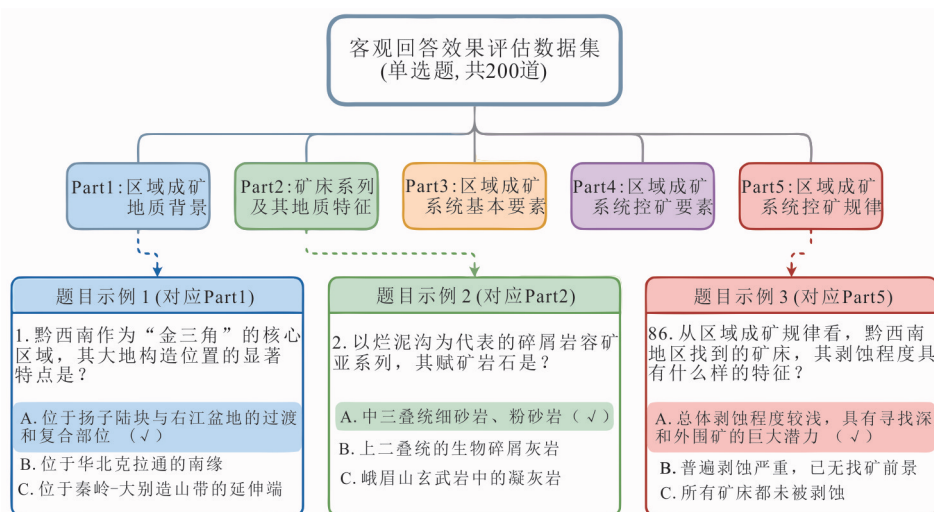 客观回答效果评估数据集
(单选题,共200道)
Part1:区域成矿
地质背景
Part2:矿床系列
及其地质特征
Part3:区域成矿
系统基本要素
Part4:区域成矿
系统控矿要素
Part5:区域成矿
系统控矿规律
题目示例1(对应Part1)
1.黔西南作为“金三角”的核心
区域，其大地构造位置的显著
特点是？
A.位于扬子陆块与右江盆地的过渡
和复合部位（√）
B.位于华北克拉通的南缘
C.位于秦岭-大别造山带的延伸端
题目示例2(对应Part2)
2.以烂泥沟为代表的碎屑岩容矿
亚系列，其赋矿岩石是？
A.中三叠统细砂岩、粉砂岩（√）
B.上二叠统的生物碎屑灰岩
C.峨眉山玄武岩中的凝灰岩
题目示例3(对应Part5)
86.从区域成矿规律看，黔西南
地区找到的矿床，其剥蚀程度具
有什么样的特征？
A.总体剥蚀程度较浅，具有寻找深
和外围矿的巨大潜力（√）
B.普遍剥蚀严重，已无找矿前景
C.所有矿床都未被剥蚀